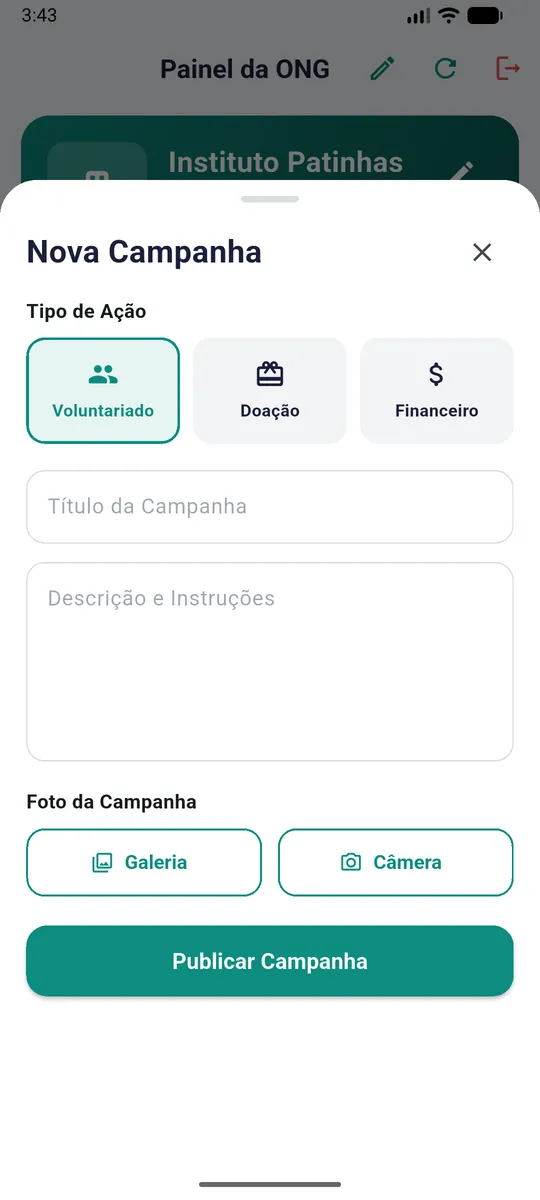 3:43
Painel da ONG
Instituto Patinhas
Nova Campanha
Tipo de Ação
Voluntariado
Doação
Financeiro
Título da Campanha
Descrição e Instruções
Foto da Campanha
Galeria
Câmera
Publicar Campanha